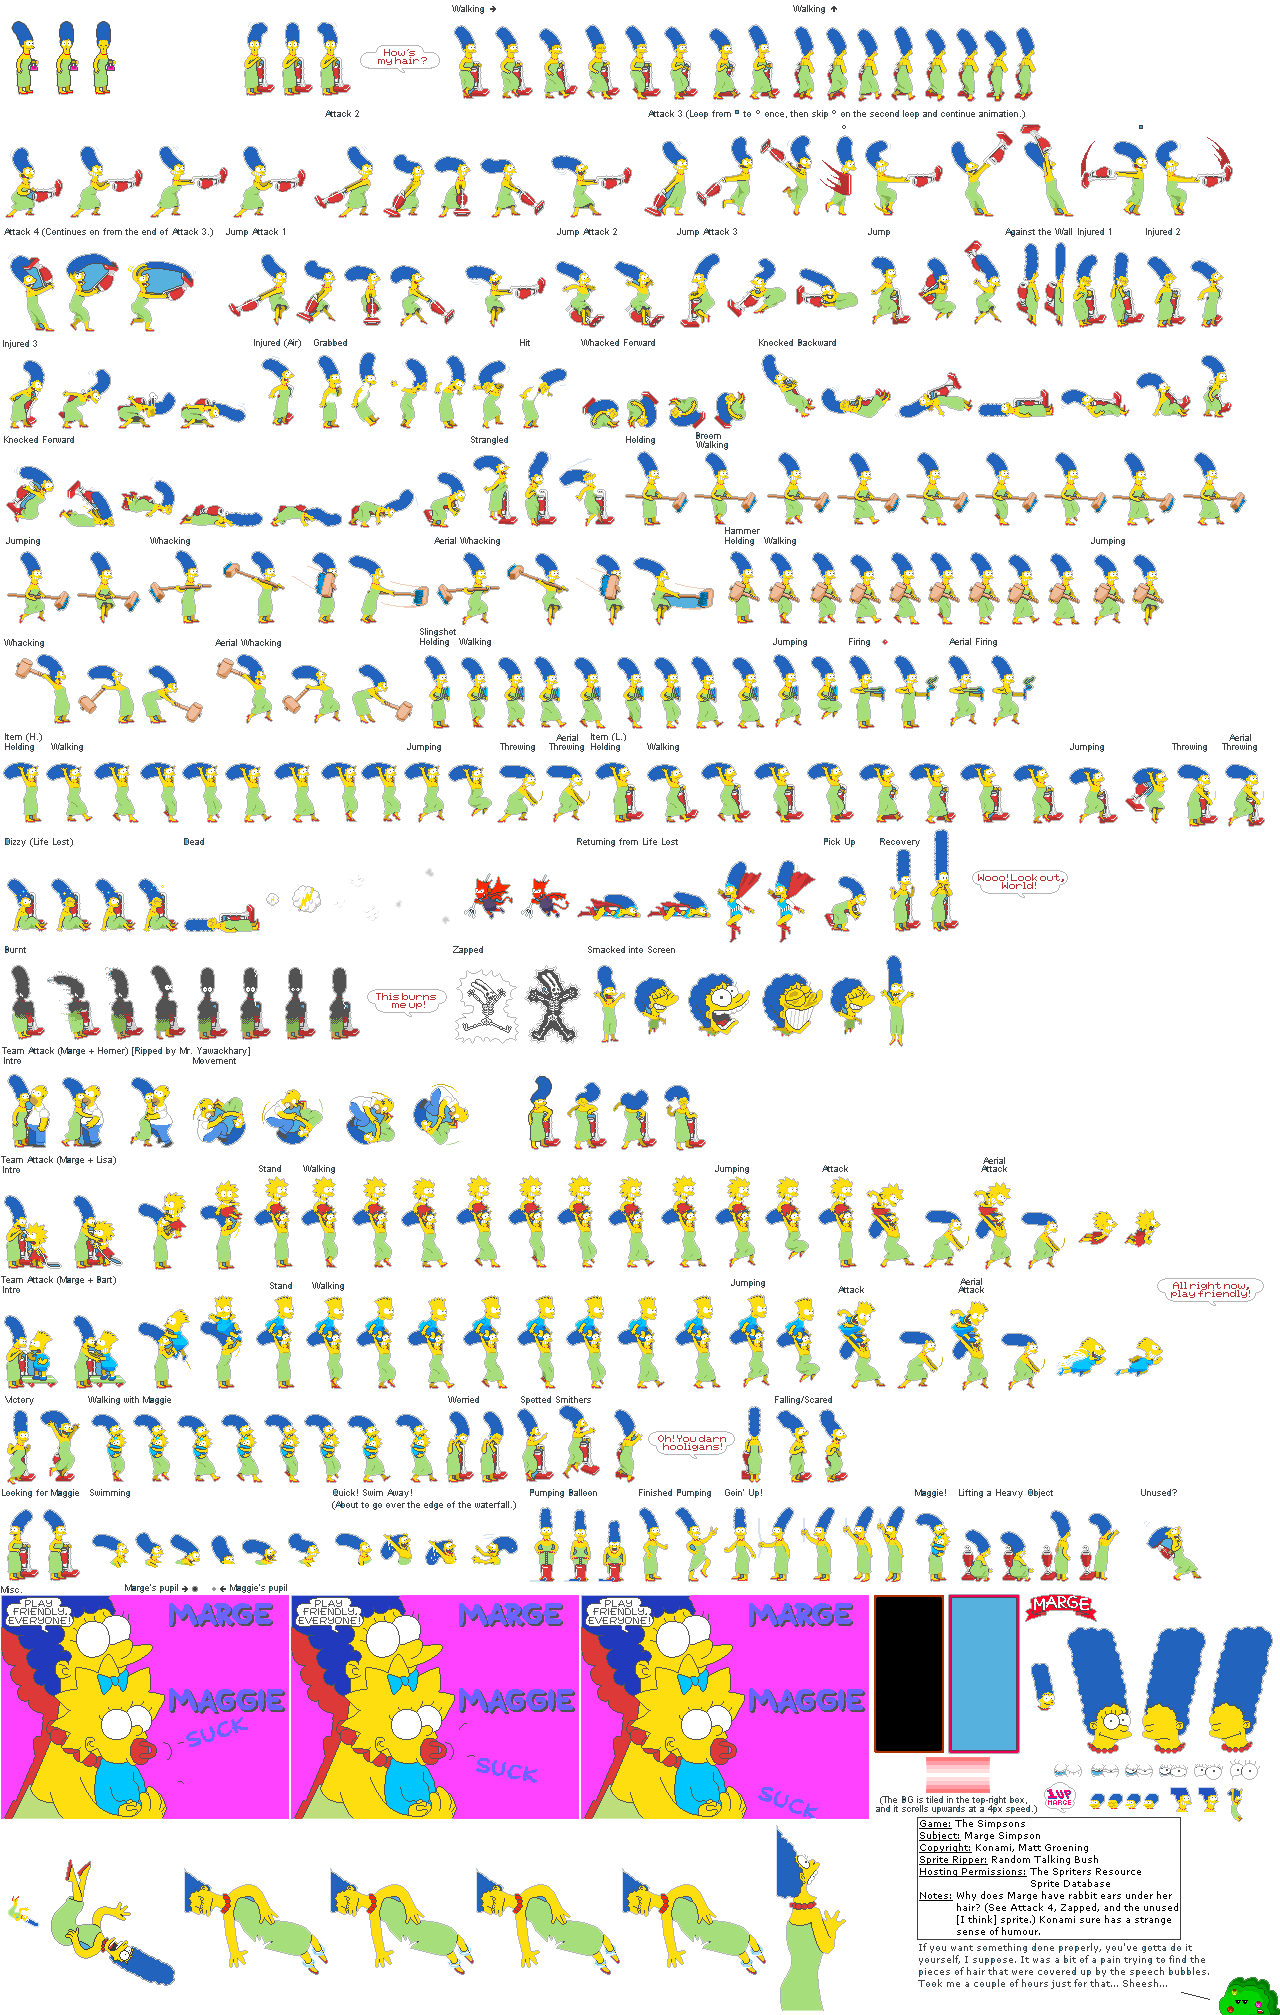 Walking → Walking ↑
How's
my hair?
Attack 2 Attack 3 (Loop from ■ to ○ once, then skip ○ on the second loop and continue animation.)
Attack 4 (Continues on from the end of Attack 3.) Jump Attack 1 Jump Attack 2 Jump Attack 3 Jump Against the Wall Injured 1 Injured 2
Injured 3 Injured (Air) Grabbed Hit Whacked Forward Knocked Backward
Knocked Forward Strangled Holding Broom
Walking
Jumping Whacking Aerial Whacking Hammer
Holding Walking Jumping
Whacking Aerial Whacking Slingshot
Holding Walking Jumping Firing Aerial Firing
Item (H.)
Holding Walking Jumping Throwing Aerial
Throwing Item (L.)
Holding Walking Jumping Throwing Aerial
Throwing
Dizzy (Life Lost) Dead Returning from Life Lost Pick Up Recovery
Wooo! Look out,
World!
Burnt Zapped Smacked into Screen
This burns
me up!
Team Attack (Marge + Homer) [Ripped by Mr. Yawackhary]
Intro Movement
Team Attack (Marge + Lisa)
Intro Stand Walking Jumping Attack Aerial
Attack
Team Attack (Marge + Bart)
Intro Stand Walking Jumping Attack Aerial
Attack
All right now,
play friendly!
Victory Walking with Maggie Worried Spotted Smithers Falling/Scared
Oh! You darn
hooligans!
Looking for Maggie Swimming Quick! Swim Away!
(About to go over the edge of the waterfall.) Pumping Balloon Finished Pumping Goin' Up! Maggie! Lifting a Heavy Object Unused?
Misc. Marge's pupil → ← Maggie's pupil
PLAY
FRIENDLY,
EVERYONE!
MARGE
MAGGIE
SUCK
PLAY
FRIENDLY,
EVERYONE!
MARGE
MAGGIE
SUCK
PLAY
FRIENDLY,
EVERYONE!
MARGE
MAGGIE
SUCK
MARGE
(The BG is tiled in the top-right box,
and it scrolls upwards at a 4px speed.)
1UP
MARGE
Game: The Simpsons
Subject: Marge Simpson
Copyright: Konami, Matt Groening
Sprite Ripper: Random Talking Bush
Hosting Permissions: The Spriters Resource
Sprite Database
Notes: Why does Marge have rabbit ears under her
hair? (See Attack 4, Zapped, and the unused
[I think] sprite.) Konami sure has a strange
sense of humour.
If you want something done properly, you've gotta do it
yourself, I suppose. It was a bit of a pain trying to find the
pieces of hair that were covered up by the speech bubbles.
Took me a couple of hours just for that... Sheesh...